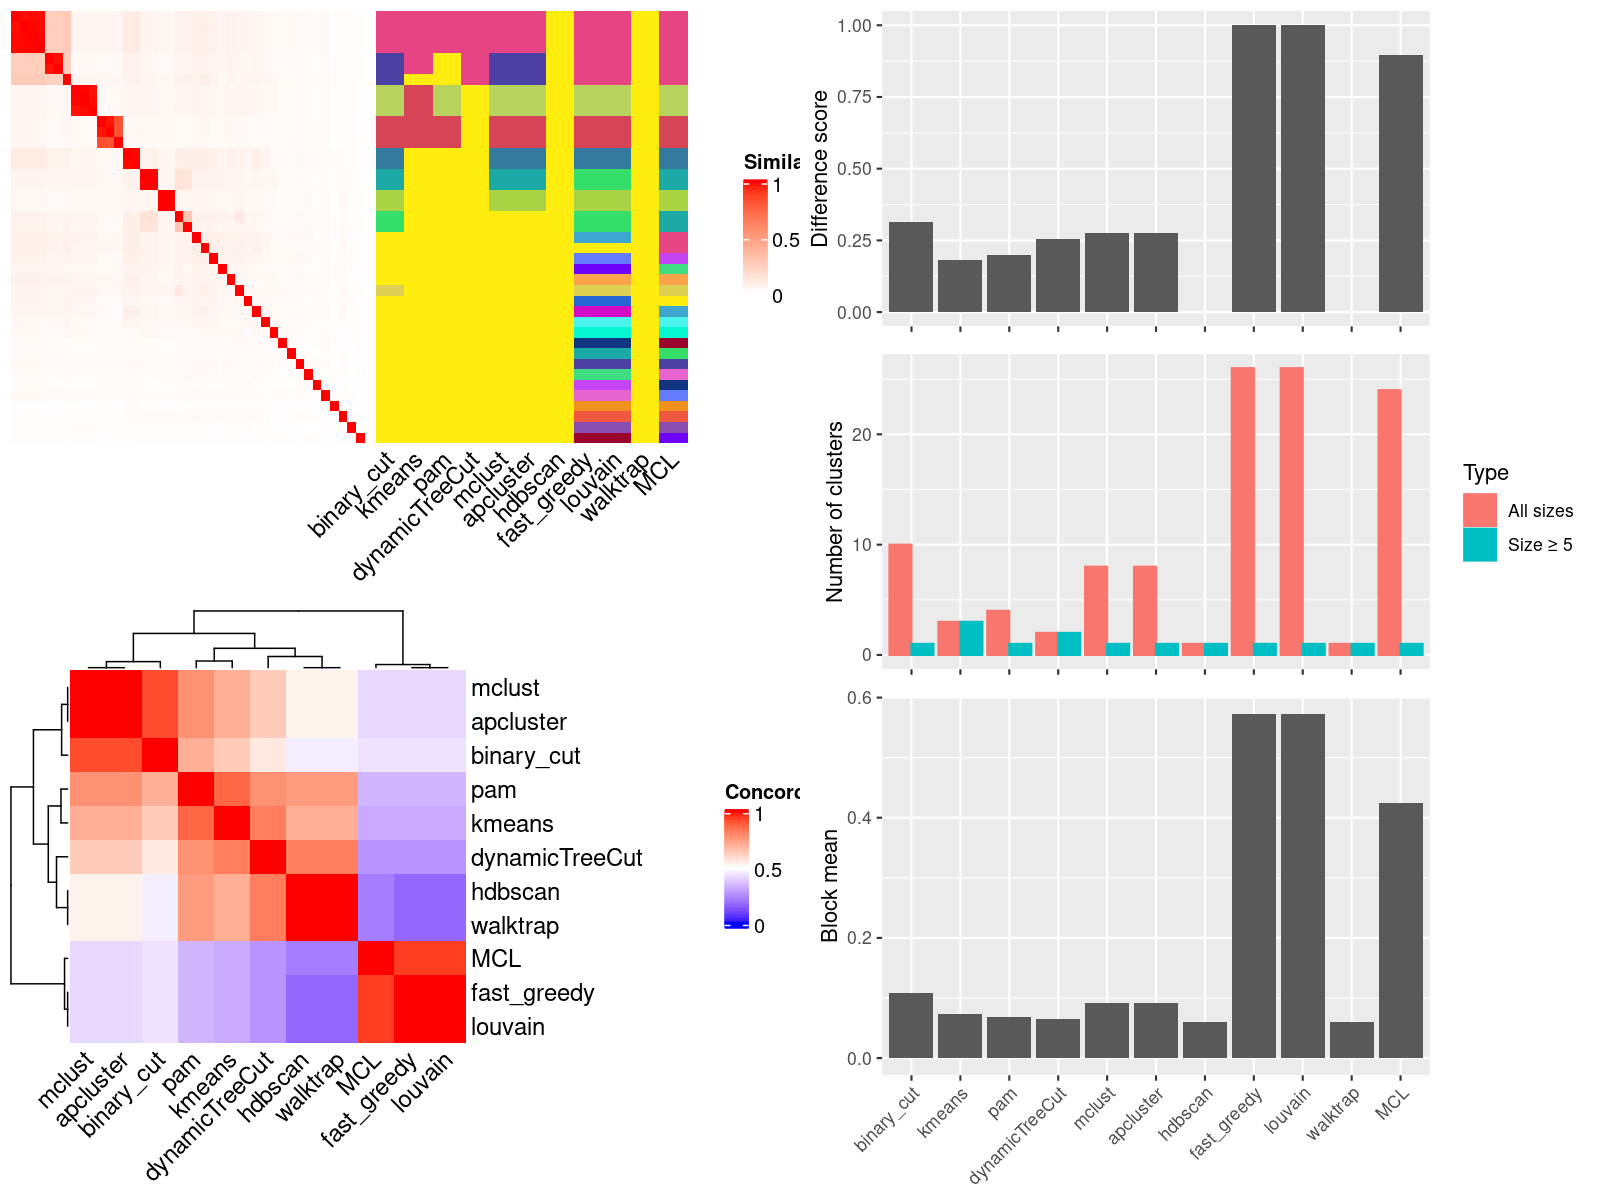 Simila
1
0.5
0
binary_cut
kmeans
pam
dynamicTreeCut
mclust
apcluster
hdbscan
fast_greedy
louvain
walktrap
MCL
mclust
apcluster
binary_cut
pam
kmeans
dynamicTreeCut
hdbscan
walktrap
MCL
fast_greedy
louvain
mclust
apcluster
binary_cut
pam
kmeans
dynamicTreeCut
hdbscan
walktrap
MCL
fast_greedy
louvain
Concord
1
0.5
0
Difference score
1.00
0.75
0.50
0.25
0.00
Number of clusters
20
10
0
Type
All sizes
Size ≥ 5
Block mean
0.6
0.4
0.2
0.0
binary_cut
kmeans
pam
dynamicTreeCut
mclust
apcluster
hdbscan
fast_greedy
louvain
walktrap
MCL